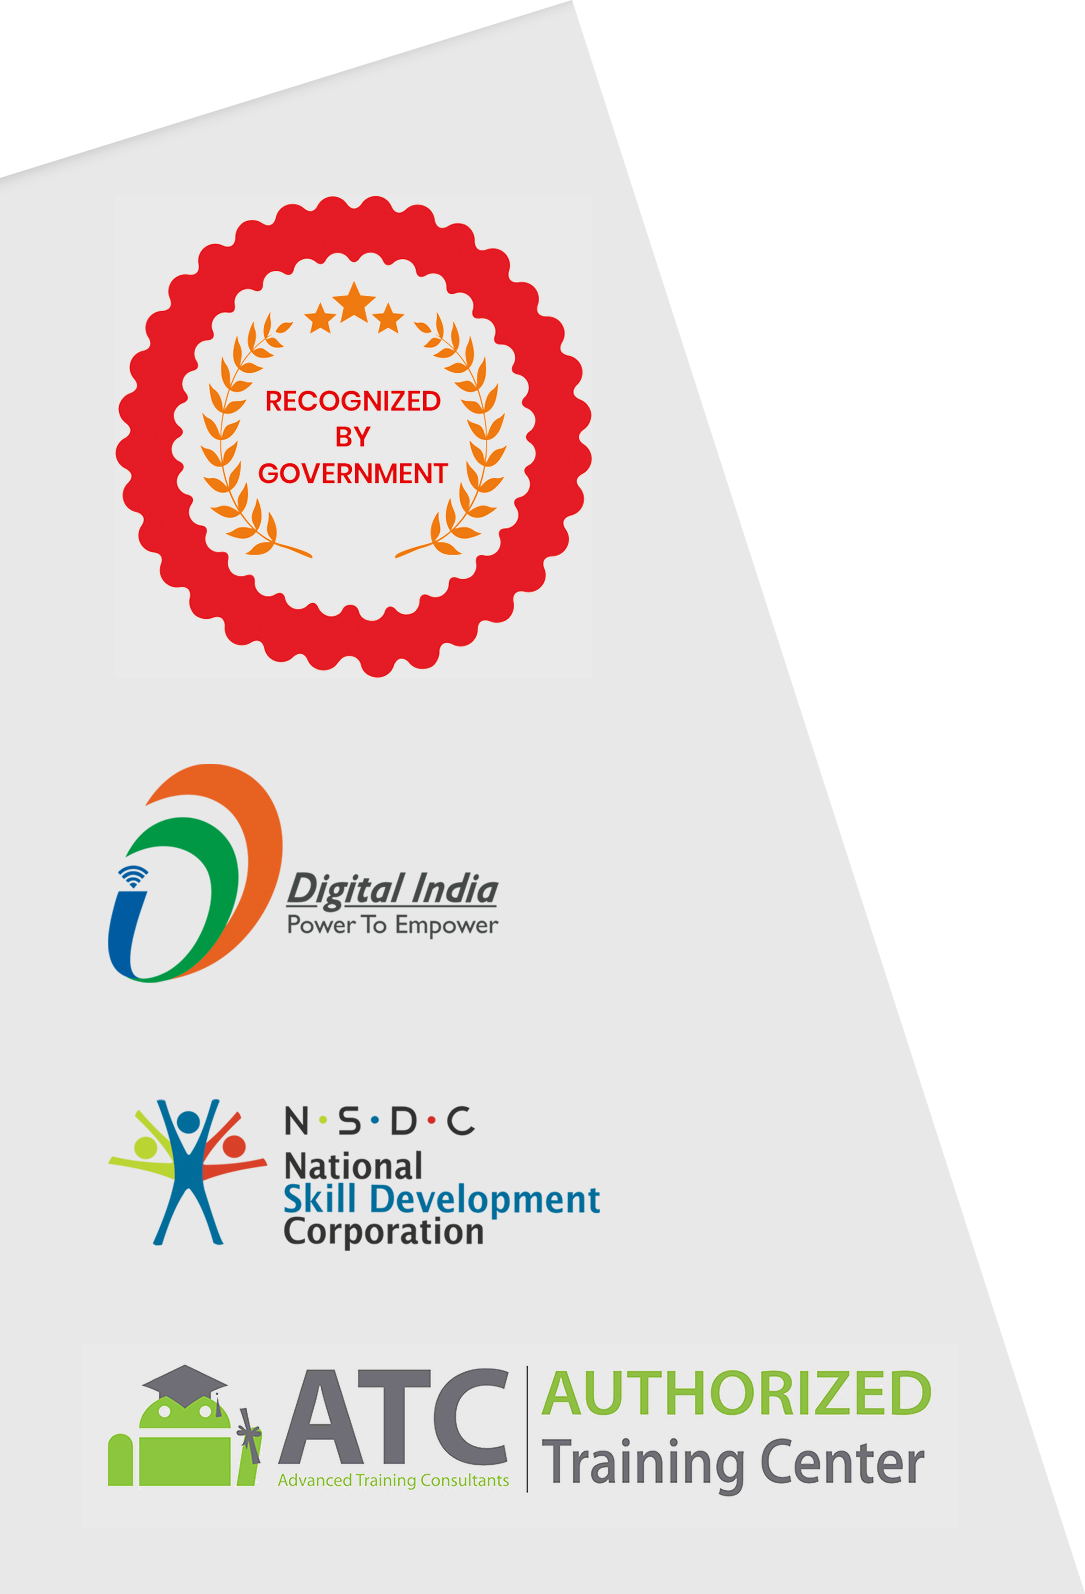 RECOGNIZED
BY
GOVERNMENT
Digital India
Power To Empower
N·S·D·C
National
Skill Development
Corporation
ATC
Advanced Training Consultants
AUTHORIZED
Training Center